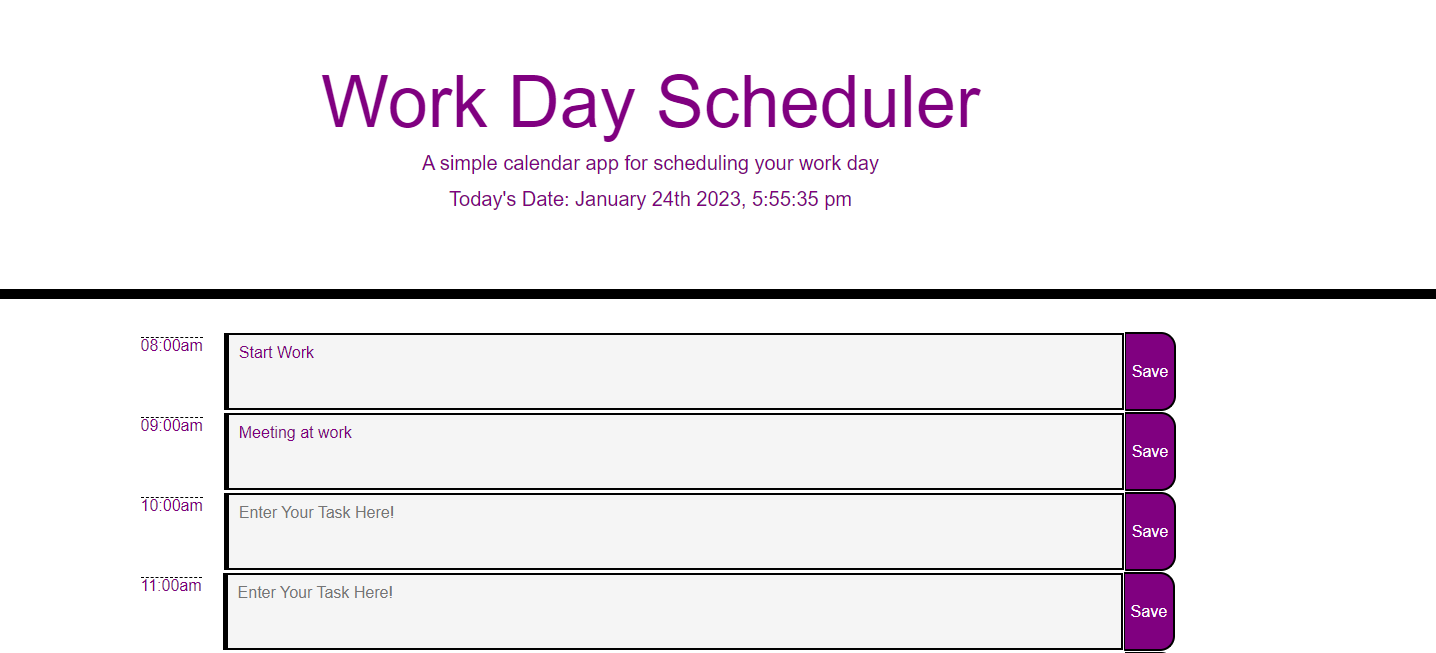 Work Day Scheduler
A simple calendar app for scheduling your work day
Today's Date: January 24th 2023, 5:55:35 pm
08:00am
Start Work
Save
09:00am
Meeting at work
Save
10:00am
Enter Your Task Here!
Save
11:00am
Enter Your Task Here!
Save